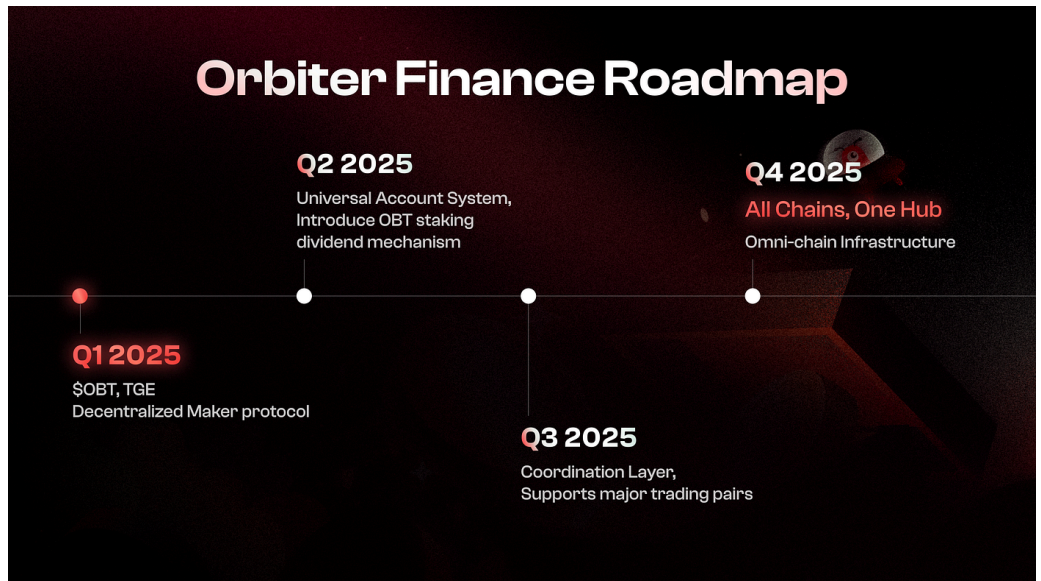 Orbiter Finance Roadmap
Q1 2025
$OBT, TGE
Decentralized Maker protocol
Q2 2025
Universal Account System,
Introduce OBT staking
dividend mechanism
Q3 2025
Coordination Layer,
Supports major trading pairs
Q4 2025
All Chains, One Hub
Omni-chain Infrastructure